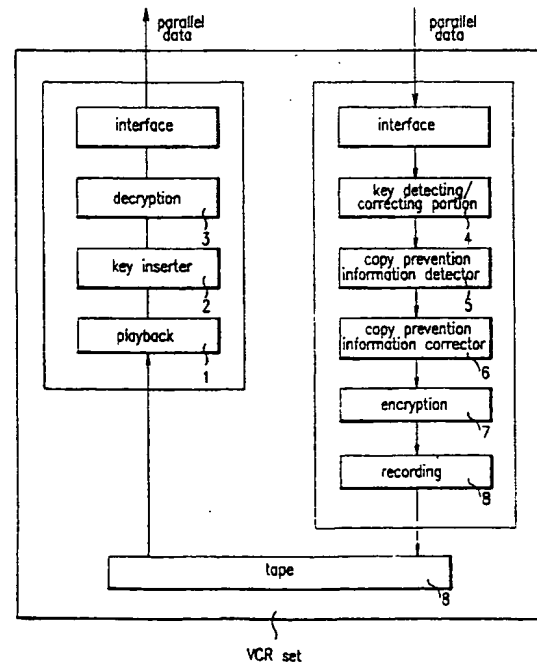 parallel
data
parallel
data
interface
decryption
3
key inserter
2
playback
1
interface
key detecting/
correcting portion
4
copy prevention
information detector
5
copy prevention
information corrector
6
encryption
7
recording
8
tape
8
VCR set